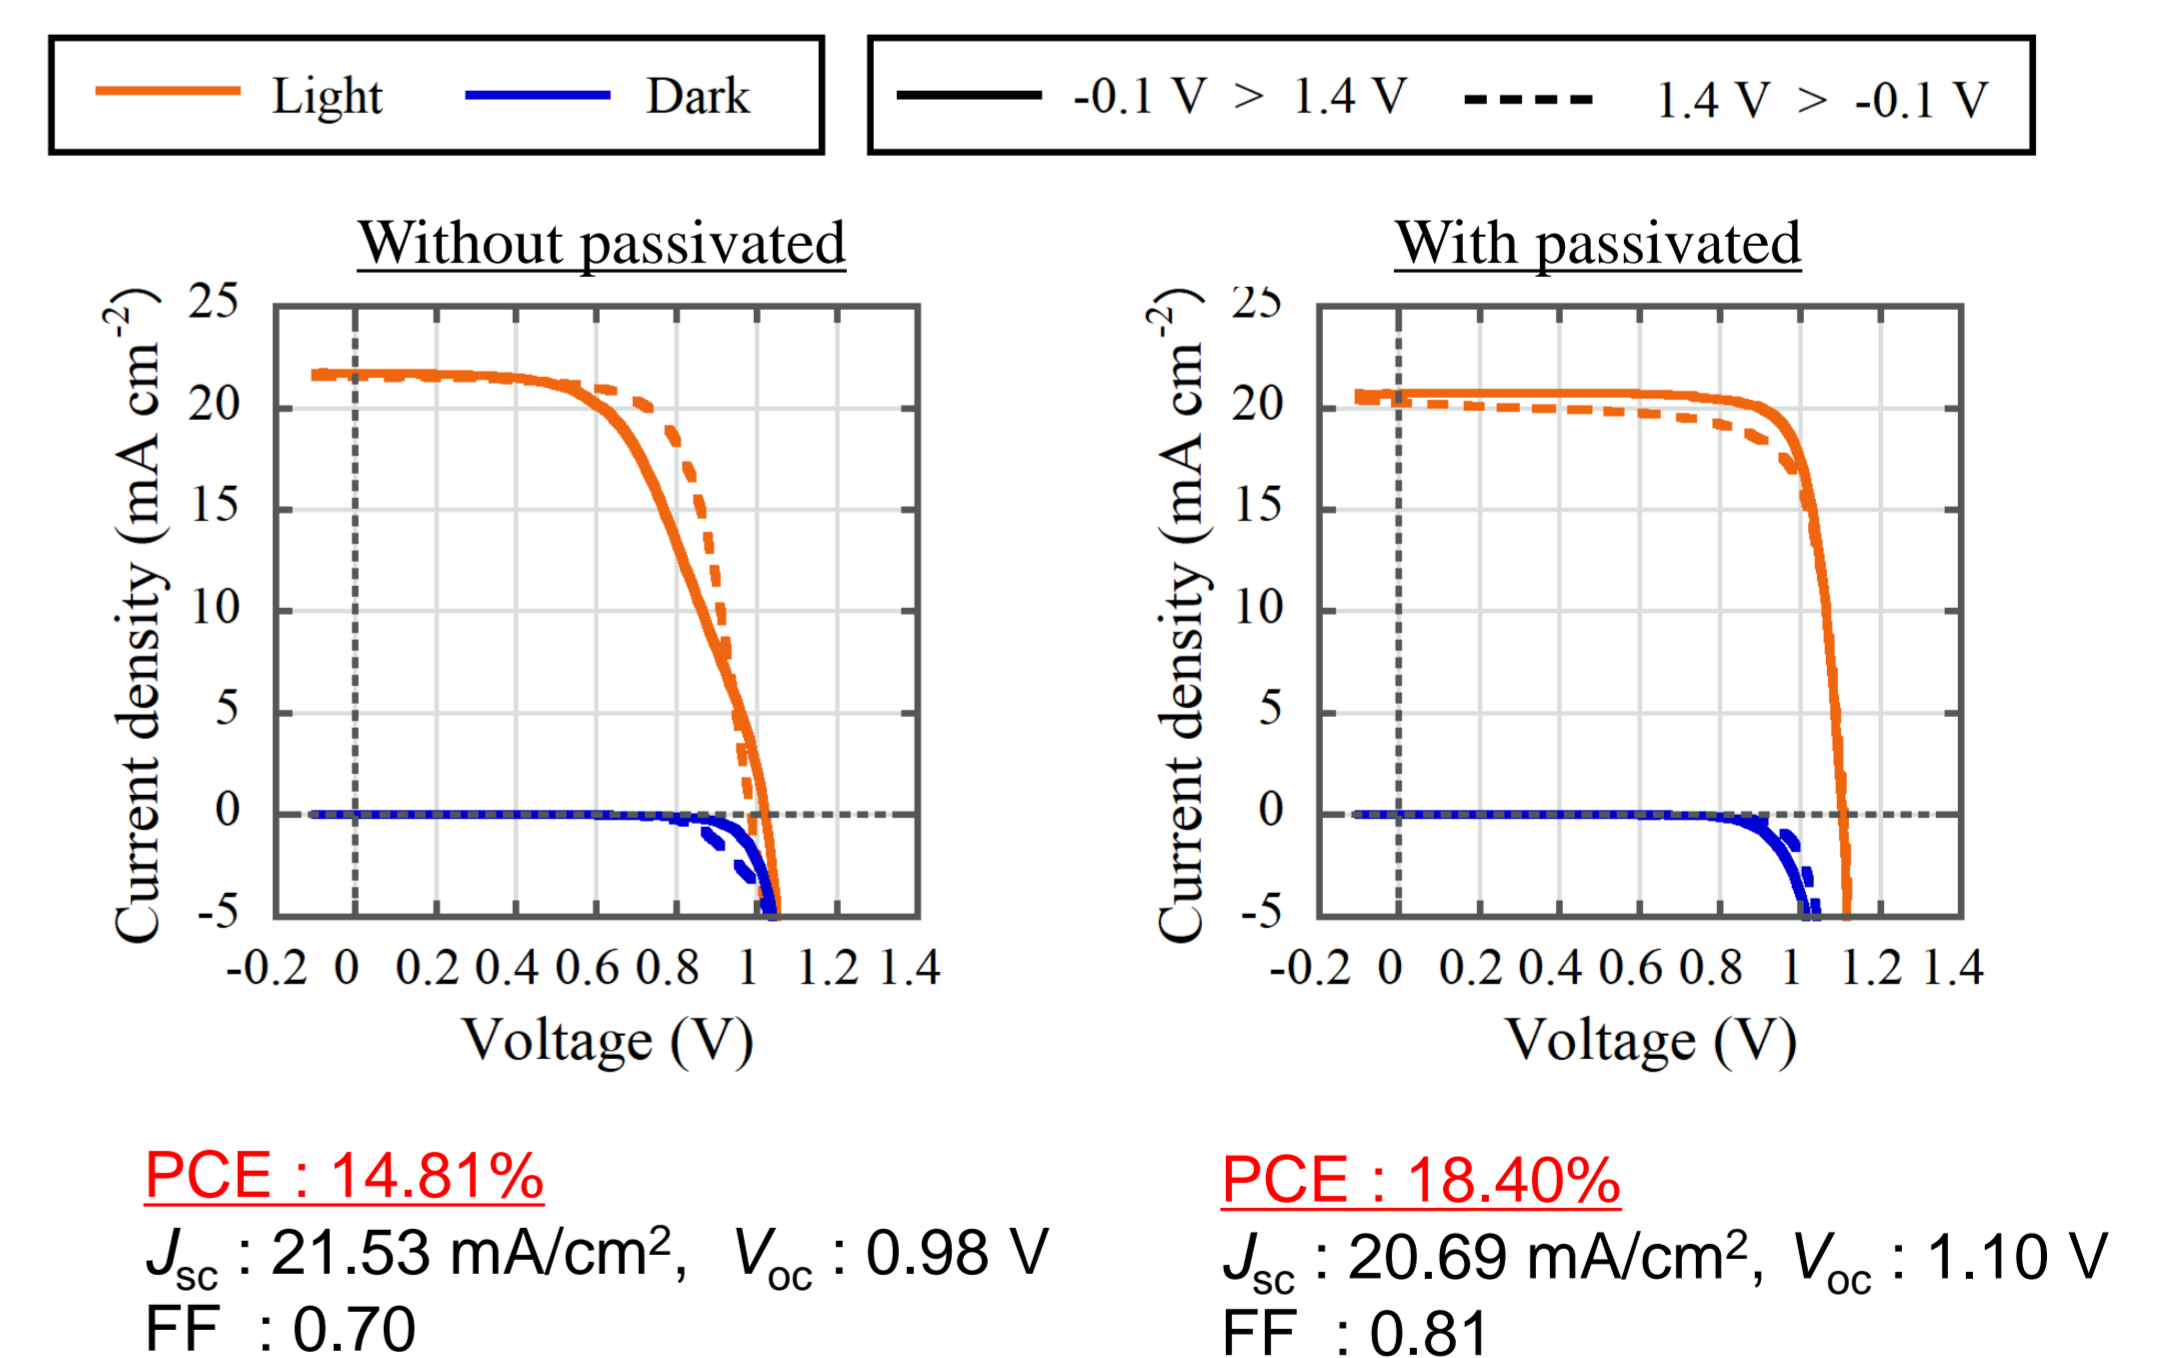 Light Dark
-0.1 V > 1.4 V 1.4 V > -0.1 V
Without passivated
Current density (mA cm-2)
25
20
15
10
5
0
-5
-0.2 0 0.2 0.4 0.6 0.8 1 1.2 1.4
Voltage (V)
PCE : 14.81%
Jsc : 21.53 mA/cm2, Voc : 0.98 V
FF : 0.70
With passivated
Current density (mA cm-2)
25
20
15
10
5
0
-5
-0.2 0 0.2 0.4 0.6 0.8 1 1.2 1.4
Voltage (V)
PCE : 18.40%
Jsc : 20.69 mA/cm2, Voc : 1.10 V
FF : 0.81